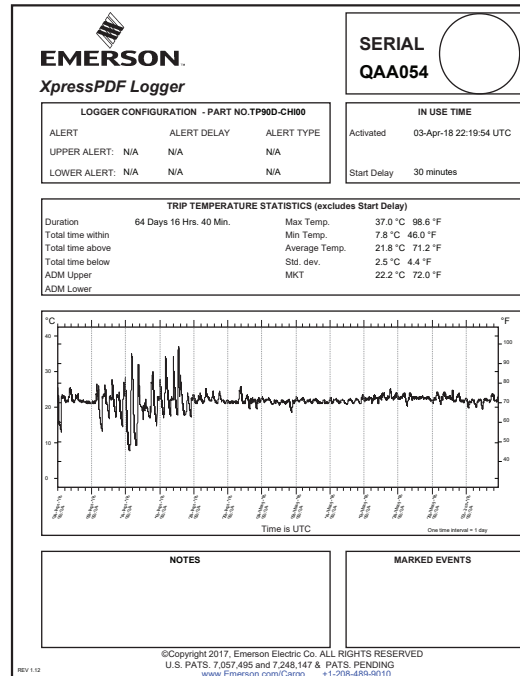 EMERSON™
XpressPDF Logger
SERIAL
QAA054
LOGGER CONFIGURATION - PART NO.TP90D-CHI00
ALERT ALERT DELAY ALERT TYPE
UPPER ALERT: N/A N/A N/A
LOWER ALERT: N/A N/A N/A
IN USE TIME
Activated 03-Apr-18 22:19:54 UTC
Start Delay 30 minutes
TRIP TEMPERATURE STATISTICS (excludes Start Delay)
Duration 64 Days 16 Hrs. 40 Min. Max Temp. 37.0 °C 98.6 °F
Total time within Min Temp. 7.8 °C 46.0 °F
Total time above Average Temp. 21.8 °C 71.2 °F
Total time below Std. dev. 2.5 °C 4.4 °F
ADM Upper MKT 22.2 °C 72.0 °F
ADM Lower
°C °F
40 100
90
30
80
20 70
60
10 50
40
0
Time is UTC One time interval = 1 day
NOTES
MARKED EVENTS
©Copyright 2017, Emerson Electric Co. ALL RIGHTS RESERVED
U.S. PATS. 7,057,495 and 7,248,147 & PATS. PENDING
REV 1.12 www.Emerson.com/Cargo +1-208-489-9010